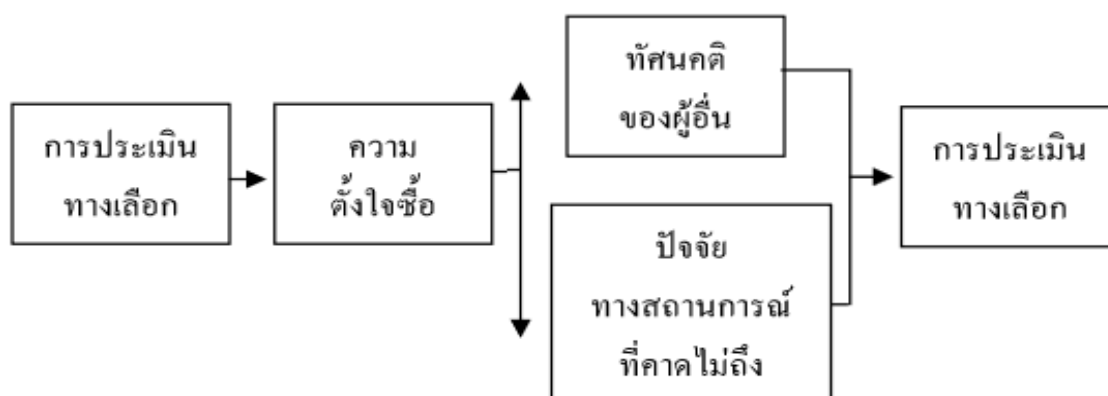 การประเมิน
ทางเลือก
ความ
ตั้งใจซื้อ
ทัศนคติ
ของผู้อื่น
ปัจจัย
ทางสถานการณ์
ที่คาดไม่ถึง
การประเมิน
ทางเลือก